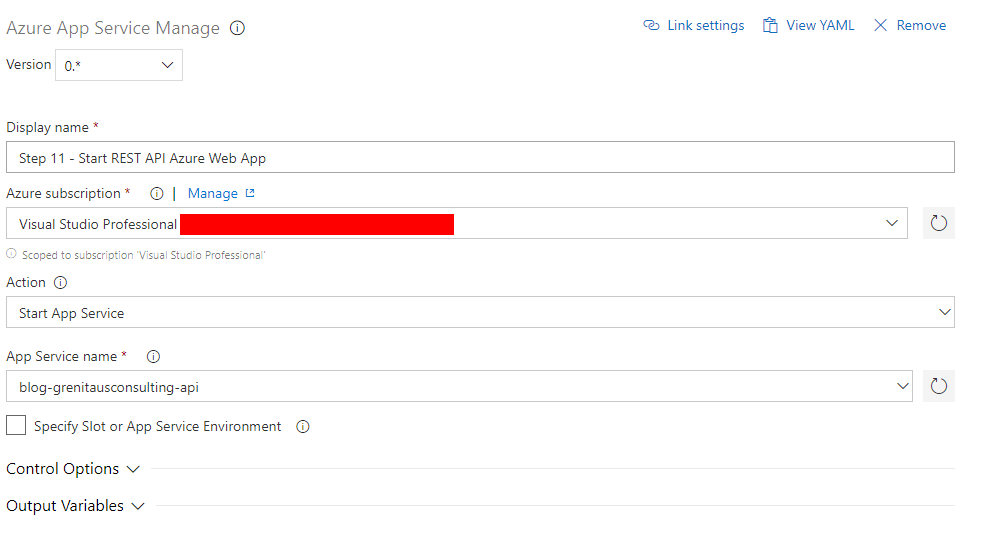 Azure App Service Manage
Link settings View YAML Remove
Version 0.*
Display name *
Step 11 - Start REST API Azure Web App
Azure subscription * | Manage
Visual Studio Professional
Scoped to subscription 'Visual Studio Professional'
Action
Start App Service
App Service name *
blog-grenitausconsulting-api
Specify Slot or App Service Environment
Control Options
Output Variables